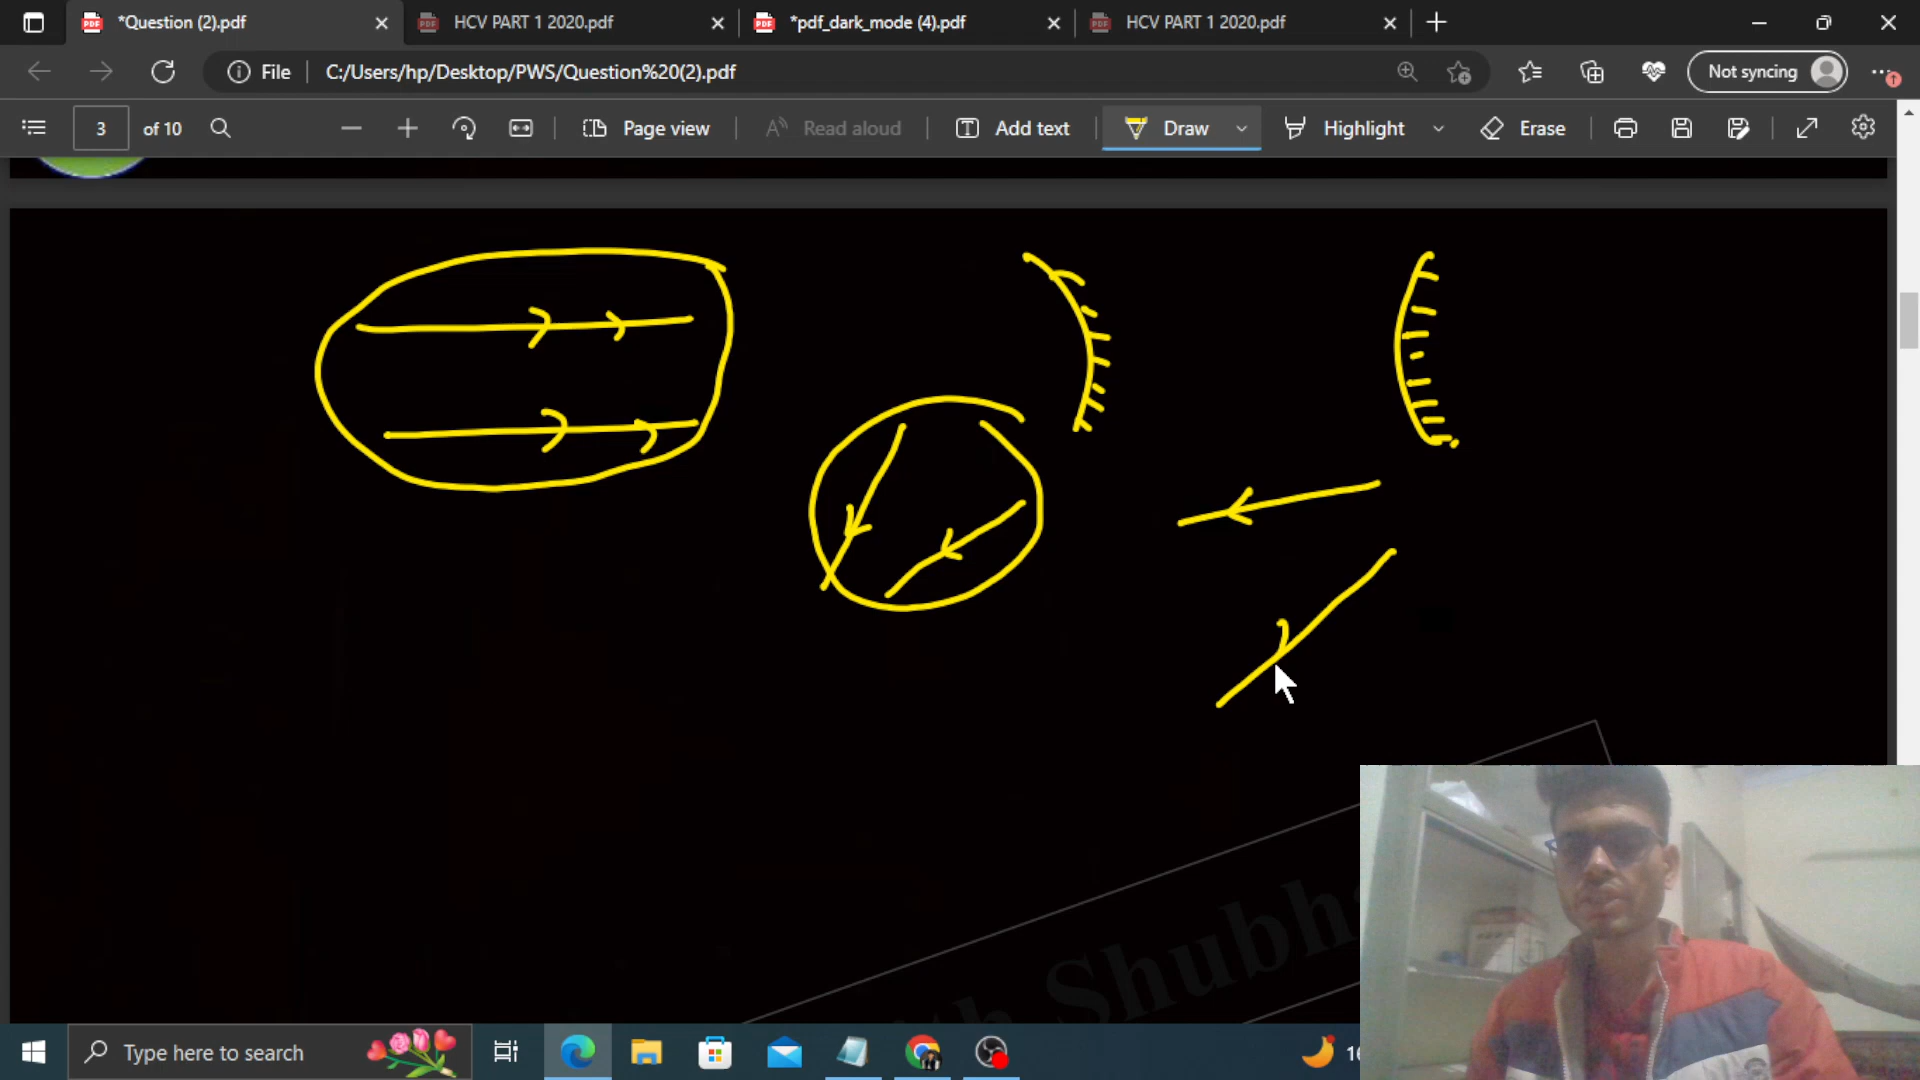 *Question (2).pdf
HCV PART 1 2020.pdf
*pdf_dark_mode (4).pdf
HCV PART 1 2020.pdf
File
C:/Users/hp/Desktop/PWS/Question%20(2).pdf
Not syncing
3
of 10
Page view
Read aloud
Add text
Draw
Highlight
Erase
th Shubha
Type here to search